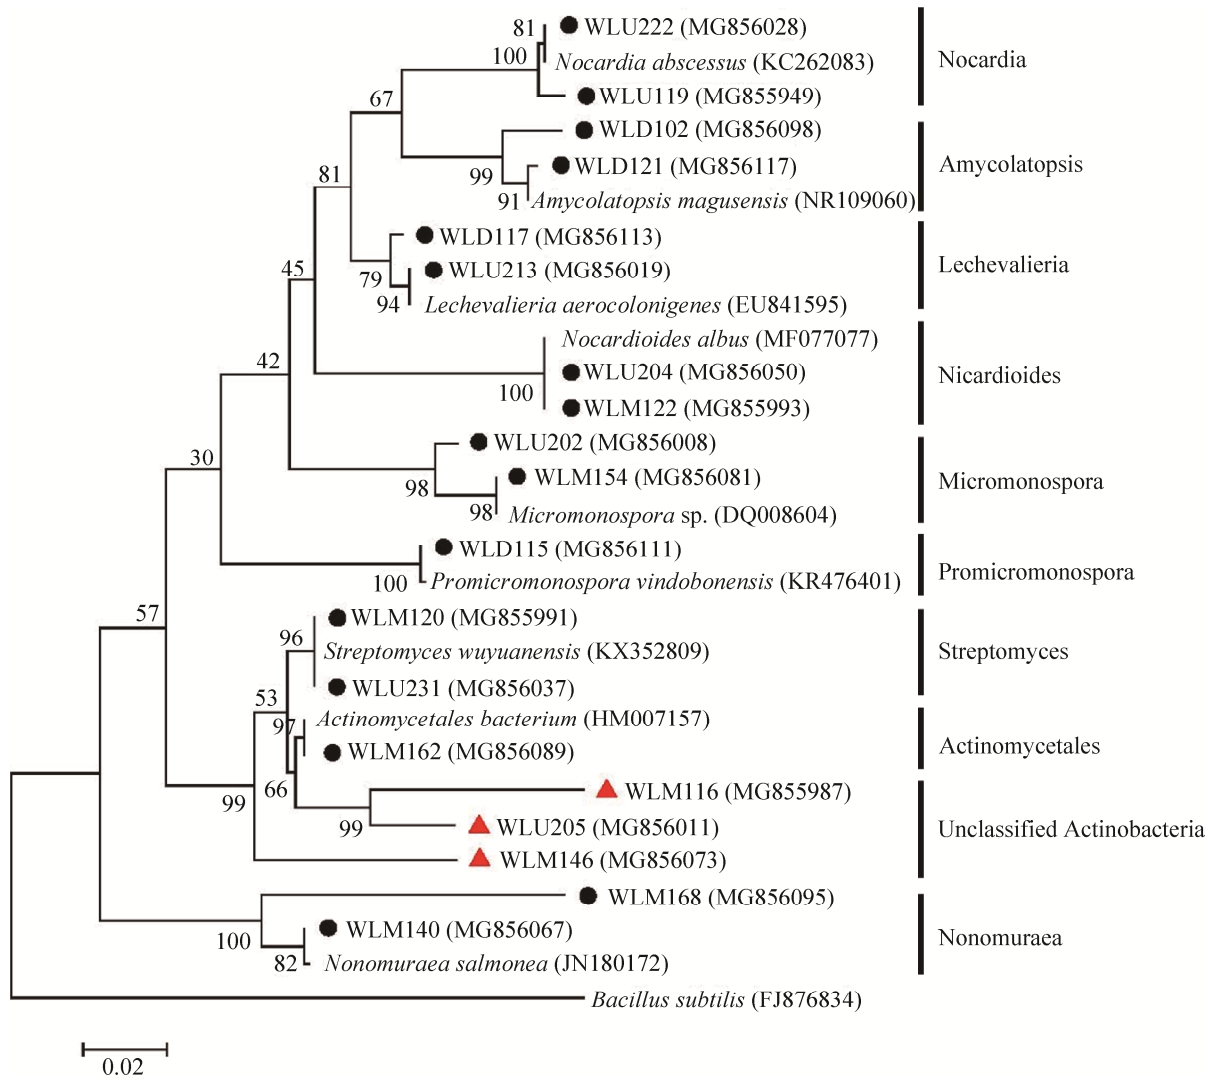 81
WLU222 (MG856028)
100
Nocardia abscessus (KC262083)
Nocardia
67
WLU119 (MG855949)
WLD102 (MG856098)
99
WLD121 (MG856117)
Amycolatopsis
81
91
Amycolatopsis magusensis (NR109060)
WLD117 (MG856113)
79
WLU213 (MG856019)
Lechevalieria
45
94
Lechevalieria aerocolonigenes (EU841595)
Nocardioides albus (MF077077)
42
100
WLU204 (MG856050)
Nicardioides
WLM122 (MG855993)
WLU202 (MG856008)
30
98
WLM154 (MG856081)
Micromonospora
98
Micromonospora sp. (DQ008604)
WLD115 (MG856111)
100
Promicromonospora vindobonensis (KR476401)
Promicromonospora
57
WLM120 (MG855991)
96
Streptomyces wuyuanensis (KX352809)
Streptomyces
WLU231 (MG856037)
53
97
Actinomycetales bacterium (HM007157)
WLM162 (MG856089)
Actinomycetales
66
99
WLM116 (MG855987)
99
WLU205 (MG856011)
Unclassified Actinobacteria
WLM146 (MG856073)
WLM168 (MG856095)
100
WLM140 (MG856067)
Nonomuraea
82
Nonomuraea salmonea (JN180172)
Bacillus subtilis (FJ876834)
0.02